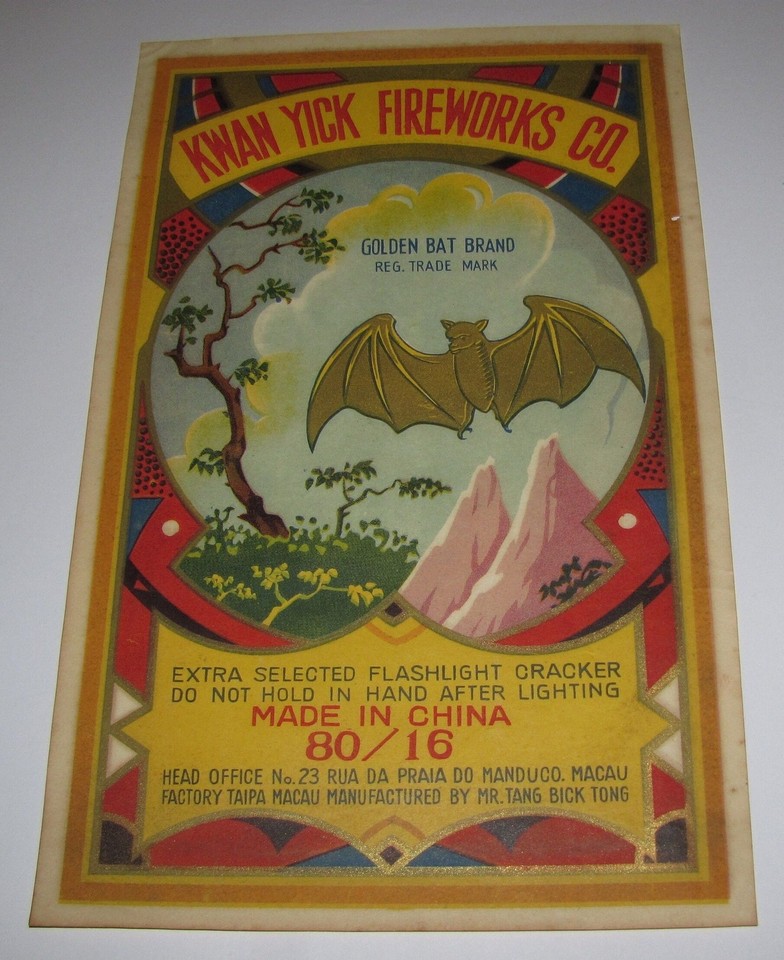 KWAN YICK FIREWORKS CO.
GOLDEN BAT BRAND
REG. TRADE MARK
EXTRA SELECTED FLASHLIGHT CRACKER
DO NOT HOLD IN HAND AFTER LIGHTING
MADE IN CHINA
80/16
HEAD OFFICE No. 23 RUA DA PRAIA DO MANDUCO. MACAU
FACTORY TAIPA MACAU MANUFACTURED BY MR. TANG BICK TONG